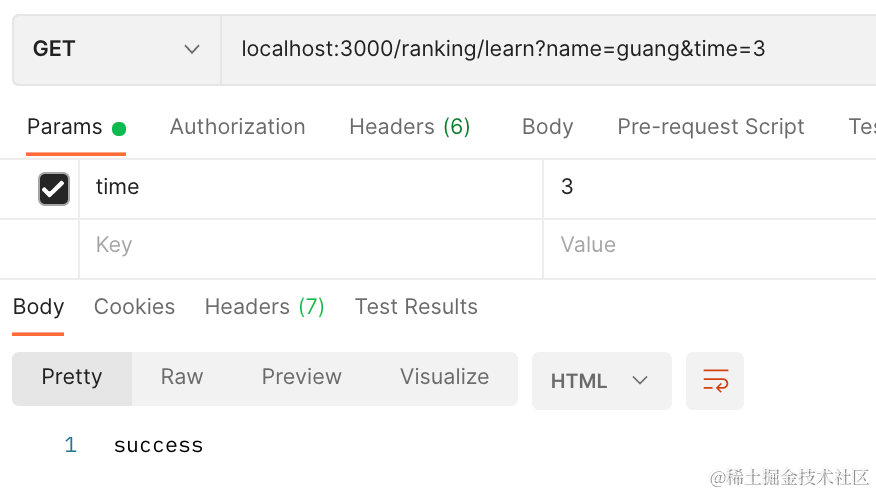 GET localhost:3000/ranking/learn?name=guang&time=3
Params Authorization Headers (6) Body Pre-request Script Tes
time 3
Key Value
Body Cookies Headers (7) Test Results
Pretty Raw Preview Visualize HTML
1 success
@稀土掘金技术社区